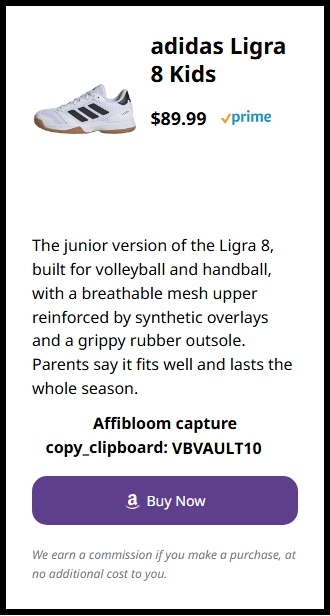 adidas Ligra
8 Kids
$89.99 prime
The junior version of the Ligra 8,
built for volleyball and handball,
with a breathable mesh upper
reinforced by synthetic overlays
and a grippy rubber outsole.
Parents say it fits well and lasts the
whole season.
Affibloom capture
copy_clipboard: VBVAULT10
Buy Now
We earn a commission if you make a purchase, at
no additional cost to you.